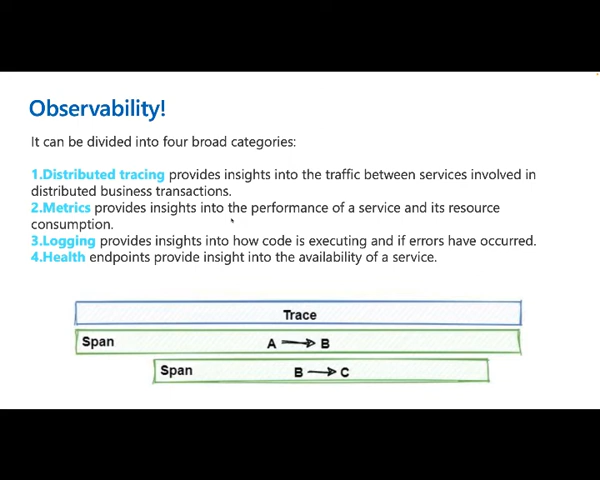 Observability!
It can be divided into four broad categories:
1.Distributed tracing provides insights into the traffic between services involved in
distributed business transactions.
2.Metrics provides insights into the performance of a service and its resource
consumption.
3.Logging provides insights into how code is executing and if errors have occurred.
4.Health endpoints provide insight into the availability of a service.
Trace
Span A B
Span B C